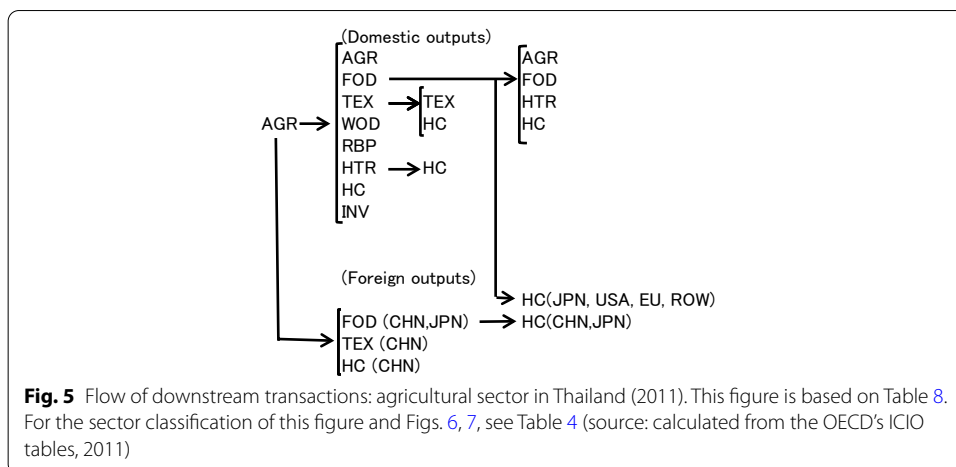 (Domestic outputs)
AGR
FOD
TEX
WOD
RBP
HTR
HC
INV
AGR
TEX
HC
HC
AGR
FOD
HTR
HC
(Foreign outputs)
HC(JPN, USA, EU, ROW)
FOD (CHN,JPN)
HC(CHN,JPN)
TEX (CHN)
HC (CHN)
Fig. 5 Flow of downstream transactions: agricultural sector in Thailand (2011). This figure is based on Table 8.
For the sector classification of this figure and Figs. 6, 7, see Table 4 (source: calculated from the OECD's ICIO
tables, 2011)